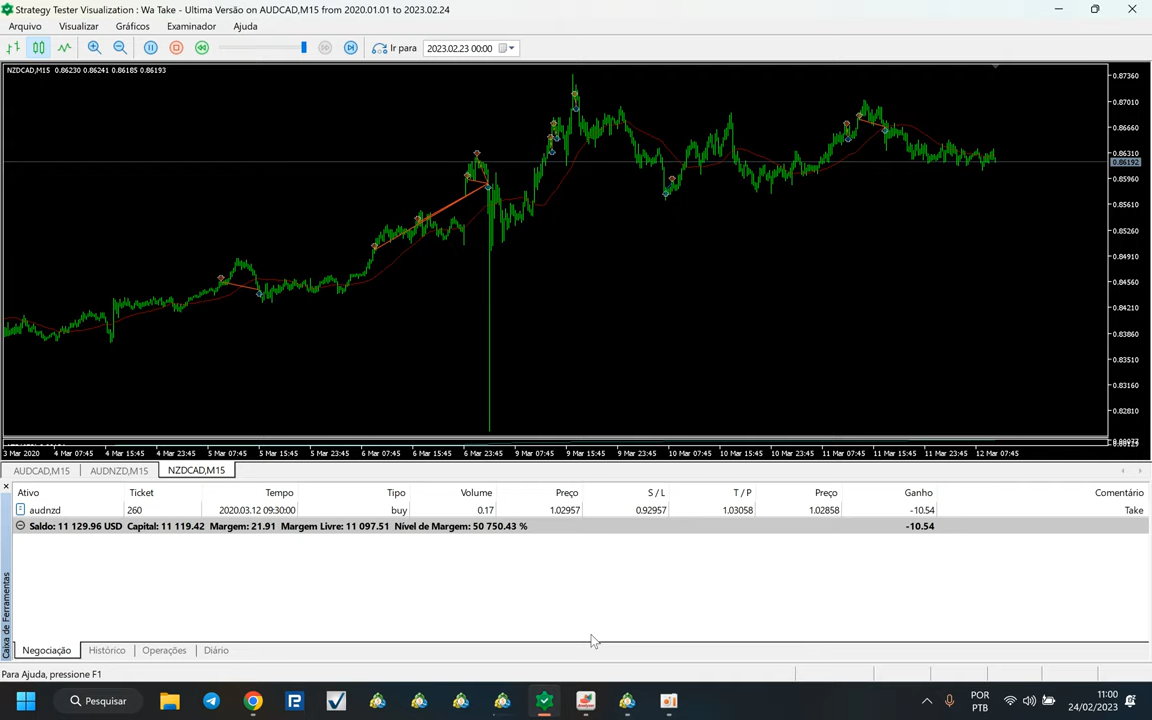 Strategy Tester Visualization : Wa Take - Ultima Versão on AUDCAD,M15 from 2020.01.01 to 2023.02.24
Arquivo Visualizar Gráficos Examinador Ajuda
Ir para 2023.02.23 00:00
NZDCAD,M15 0.86230 0.86241 0.86185 0.86193
0.87360
0.87010
0.86660
0.86310
0.86192
0.85960
0.85610
0.85260
0.84910
0.84560
0.84210
0.83860
0.83510
0.83160
0.82810
3 Mar 2020 4 Mar 07:45 4 Mar 15:45 4 Mar 23:45 5 Mar 07:45 5 Mar 15:45 5 Mar 23:45 6 Mar 07:45 6 Mar 15:45 6 Mar 23:45 9 Mar 07:45 9 Mar 15:45 9 Mar 23:45 10 Mar 07:45 10 Mar 15:45 10 Mar 23:45 11 Mar 07:45 11 Mar 15:45 11 Mar 23:45 12 Mar 07:45
AUDCAD,M15 AUDNZD,M15 NZDCAD,M15
Ativo Ticket Tempo Tipo Volume Preço S / L T / P Preço Ganho Comentário
audnzd 260 2020.03.12 09:30:00 buy 0.17 1.02957 0.92957 1.03058 1.02858 -10.54 Take
Saldo: 11 129.96 USD Capital: 11 119.42 Margem: 21.91 Margem Livre: 11 097.51 Nível de Margem: 50 750.43 % -10.54
Caixa de Ferramentas
Negociação Histórico Operações Diário
Para Ajuda, pressione F1
Pesquisar
POR
PTB
11:00
24/02/2023